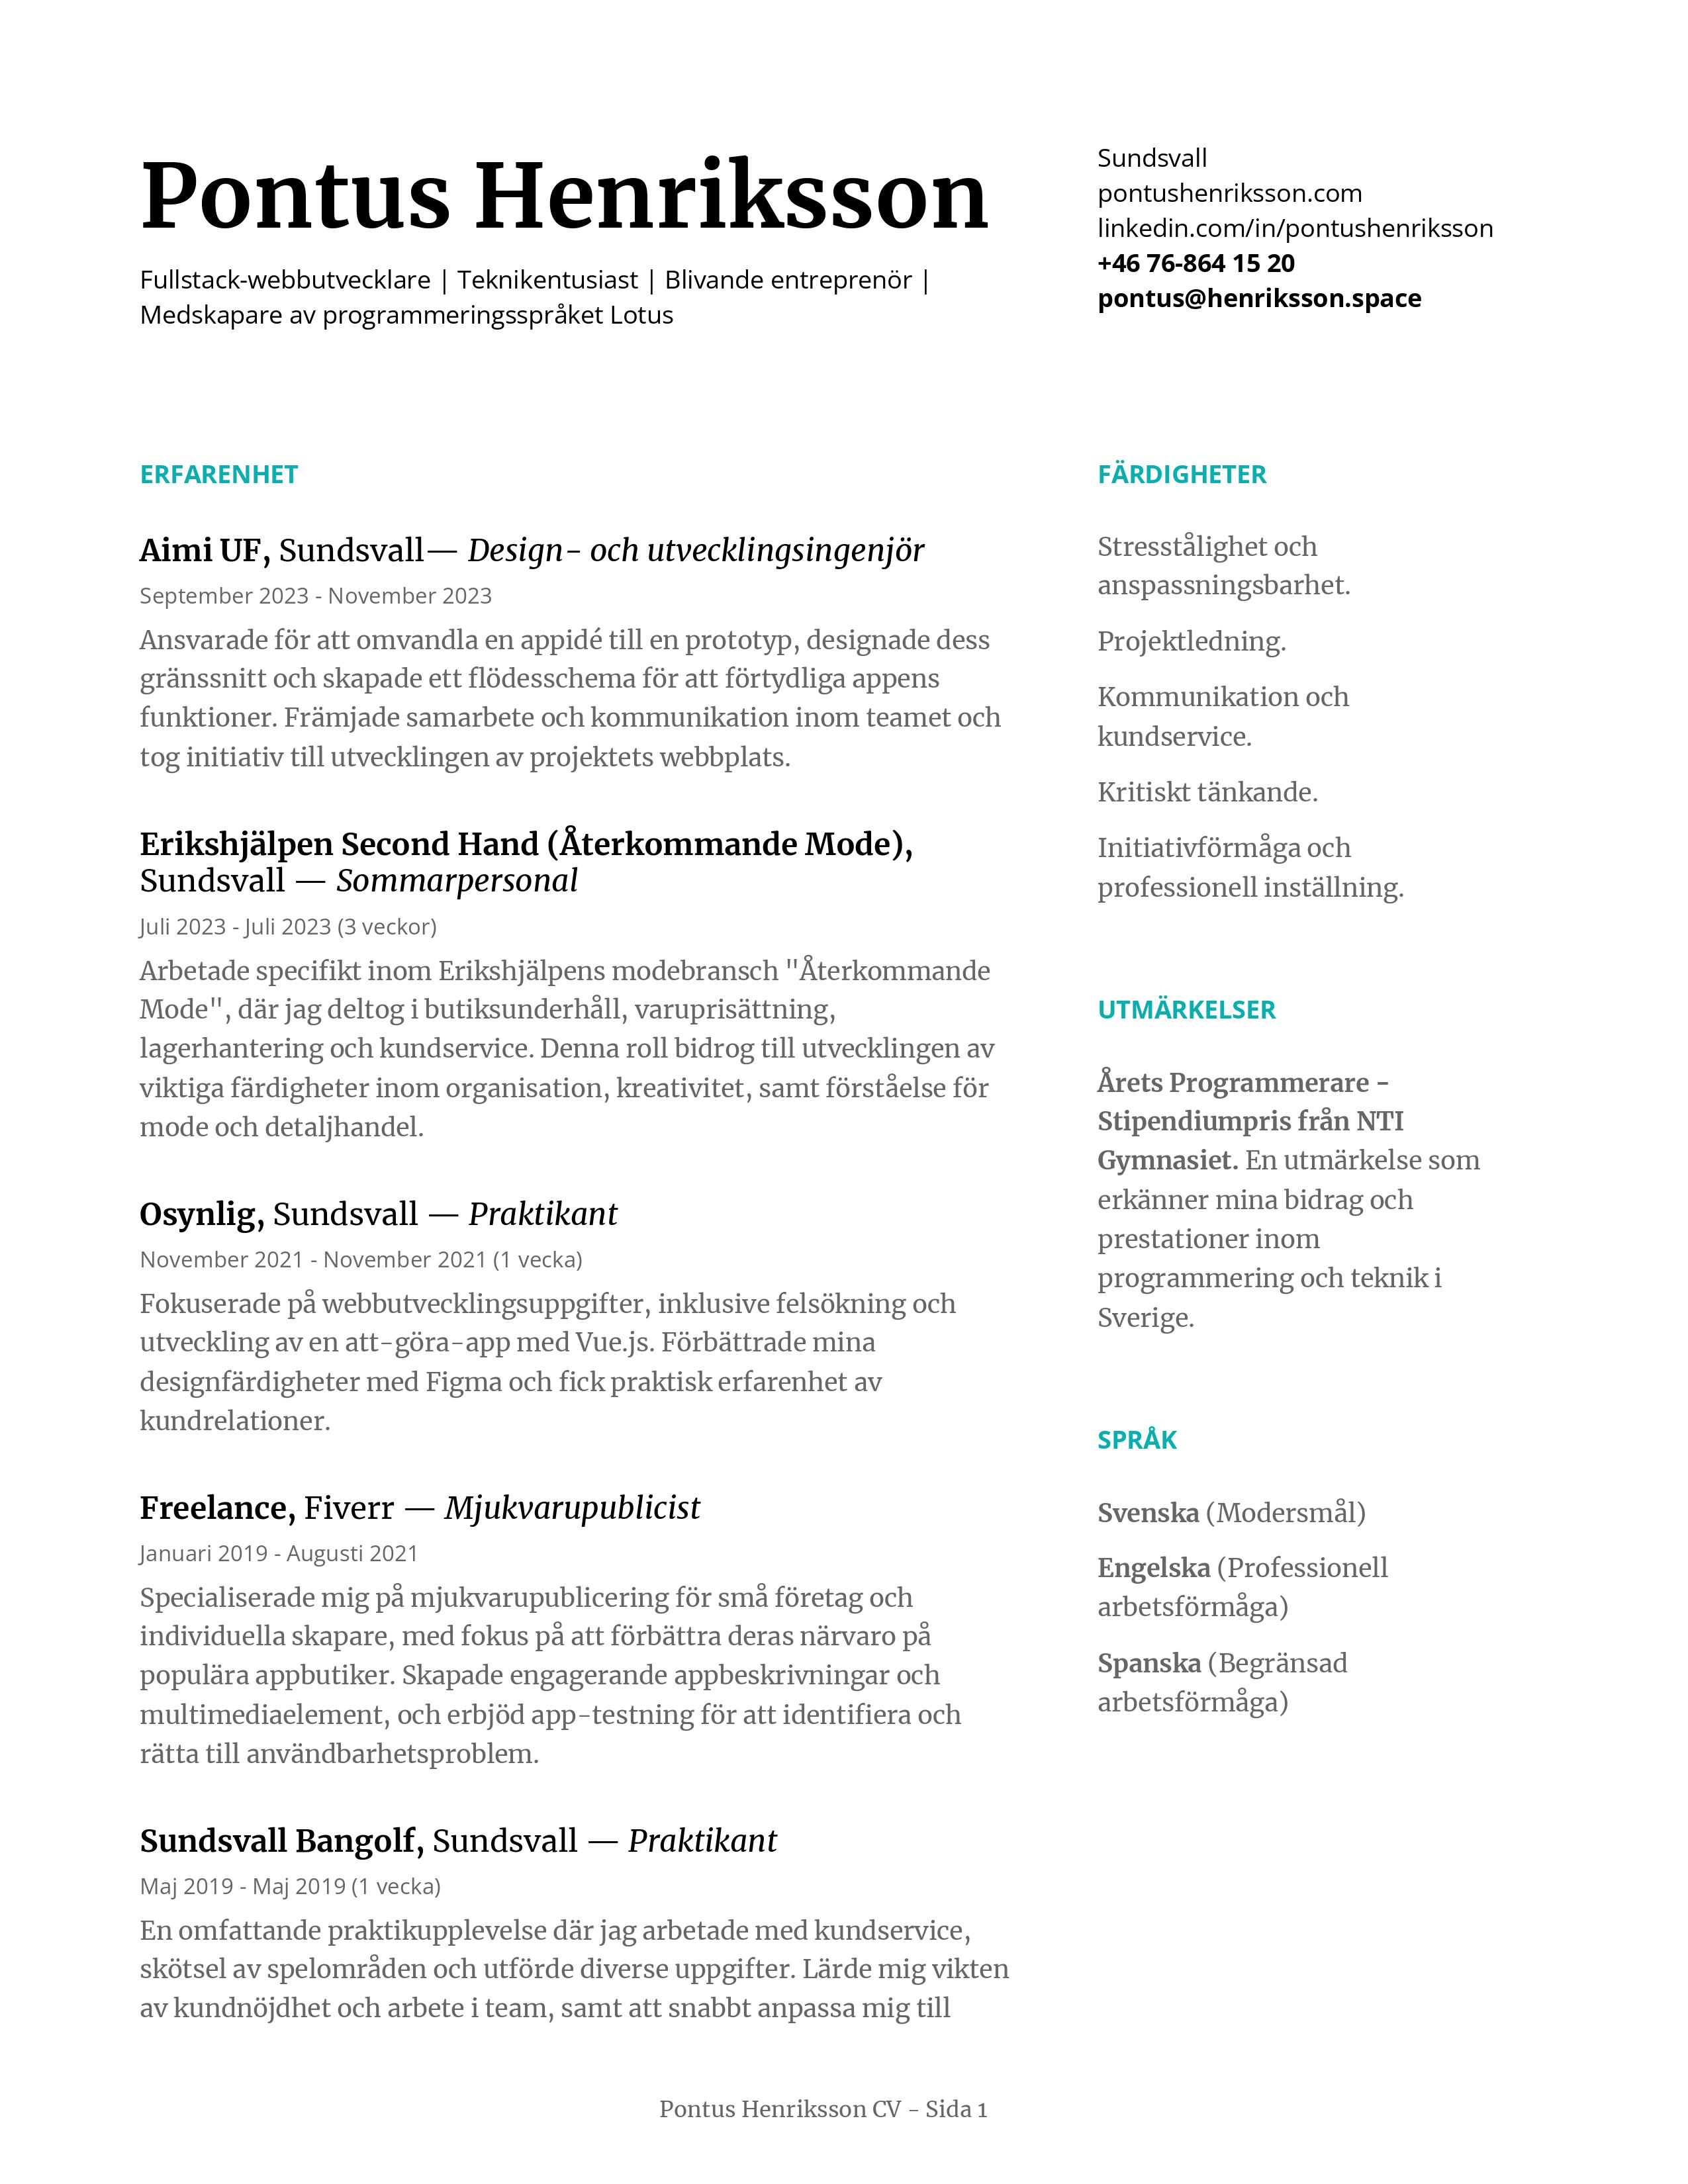 Pontus Henriksson
Fullstack-webbutvecklare | Teknikentusiast | Blivande entreprenör |
Medskapare av programmeringsspråket Lotus
Sundsvall
pontushenriksson.com
linkedin.com/in/pontushenriksson
+46 76-864 15 20
pontus@henriksson.space
ERFARENHET
Aimi UF, Sundsvall— Design- och utvecklingsingenjör
September 2023 - November 2023
Ansvarade för att omvandla en appidé till en prototyp, designade dess
gränssnitt och skapade ett flödesschema för att förtydliga appens
funktioner. Främjade samarbete och kommunikation inom teamet och
tog initiativ till utvecklingen av projektets webbplats.
Erikshjälpen Second Hand (Återkommande Mode),
Sundsvall — Sommarpersonal
Juli 2023 - Juli 2023 (3 veckor)
Arbetade specifikt inom Erikshjälpens modebransch "Återkommande
Mode", där jag deltog i butiksunderhåll, varuprisättning,
lagerhantering och kundservice. Denna roll bidrog till utvecklingen av
viktiga färdigheter inom organisation, kreativitet, samt förståelse för
mode och detaljhandel.
Osynlig, Sundsvall — Praktikant
November 2021 - November 2021 (1 vecka)
Fokuserade på webbutvecklingsuppgifter, inklusive felsökning och
utveckling av en att-göra-app med Vue.js. Förbättrade mina
designfärdigheter med Figma och fick praktisk erfarenhet av
kundrelationer.
Freelance, Fiverr — Mjukvarupublicist
Januari 2019 - Augusti 2021
Specialiserade mig på mjukvarupublicering för små företag och
individuella skapare, med fokus på att förbättra deras närvaro på
populära appbutiker. Skapade engagerande appbeskrivningar och
multimediaelement, och erbjöd app-testning för att identifiera och
rätta till användbarhetsproblem.
Sundsvall Bangolf, Sundsvall — Praktikant
Maj 2019 - Maj 2019 (1 vecka)
En omfattande praktikupplevelse där jag arbetade med kundservice,
skötsel av spelområden och utförde diverse uppgifter. Lärde mig vikten
av kundnöjdhet och arbete i team, samt att snabbt anpassa mig till
FÄRDIGHETER
Stresstålighet och
anspassningsbarhet.
Projektledning.
Kommunikation och
kundservice.
Kritiskt tänkande.
Initiativförmåga och
professionell inställning.
UTMÄRKELSER
Årets Programmerare -
Stipendiumpris från NTI
Gymnasiet. En utmärkelse som
erkänner mina bidrag och
prestationer inom
programmering och teknik i
Sverige.
SPRÅK
Svenska (Modersmål)
Engelska (Professionell
arbetsförmåga)
Spanska (Begränsad
arbetsförmåga)
Pontus Henriksson CV - Sida 1